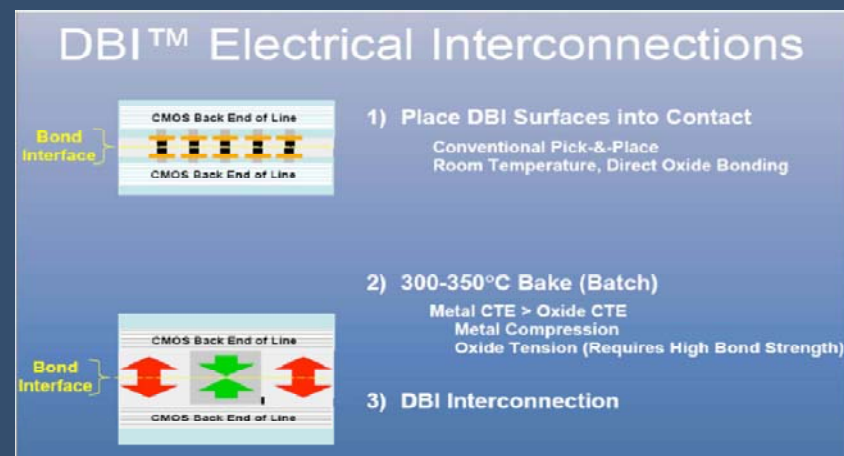 DBI™ Electrical Interconnections
CMOS Back End of Line
Bond
Interface
CMOS Back End of Line
1) Place DBI Surfaces into Contact
Conventional Pick-&-Place
Room Temperature, Direct Oxide Bonding
2) 300-350°C Bake (Batch)
Metal CTE > Oxide CTE
Metal Compression
Oxide Tension (Requires High Bond Strength)
CMOS Back End of Line
Bond
Interface
CMOS Back End of Line
3) DBI Interconnection